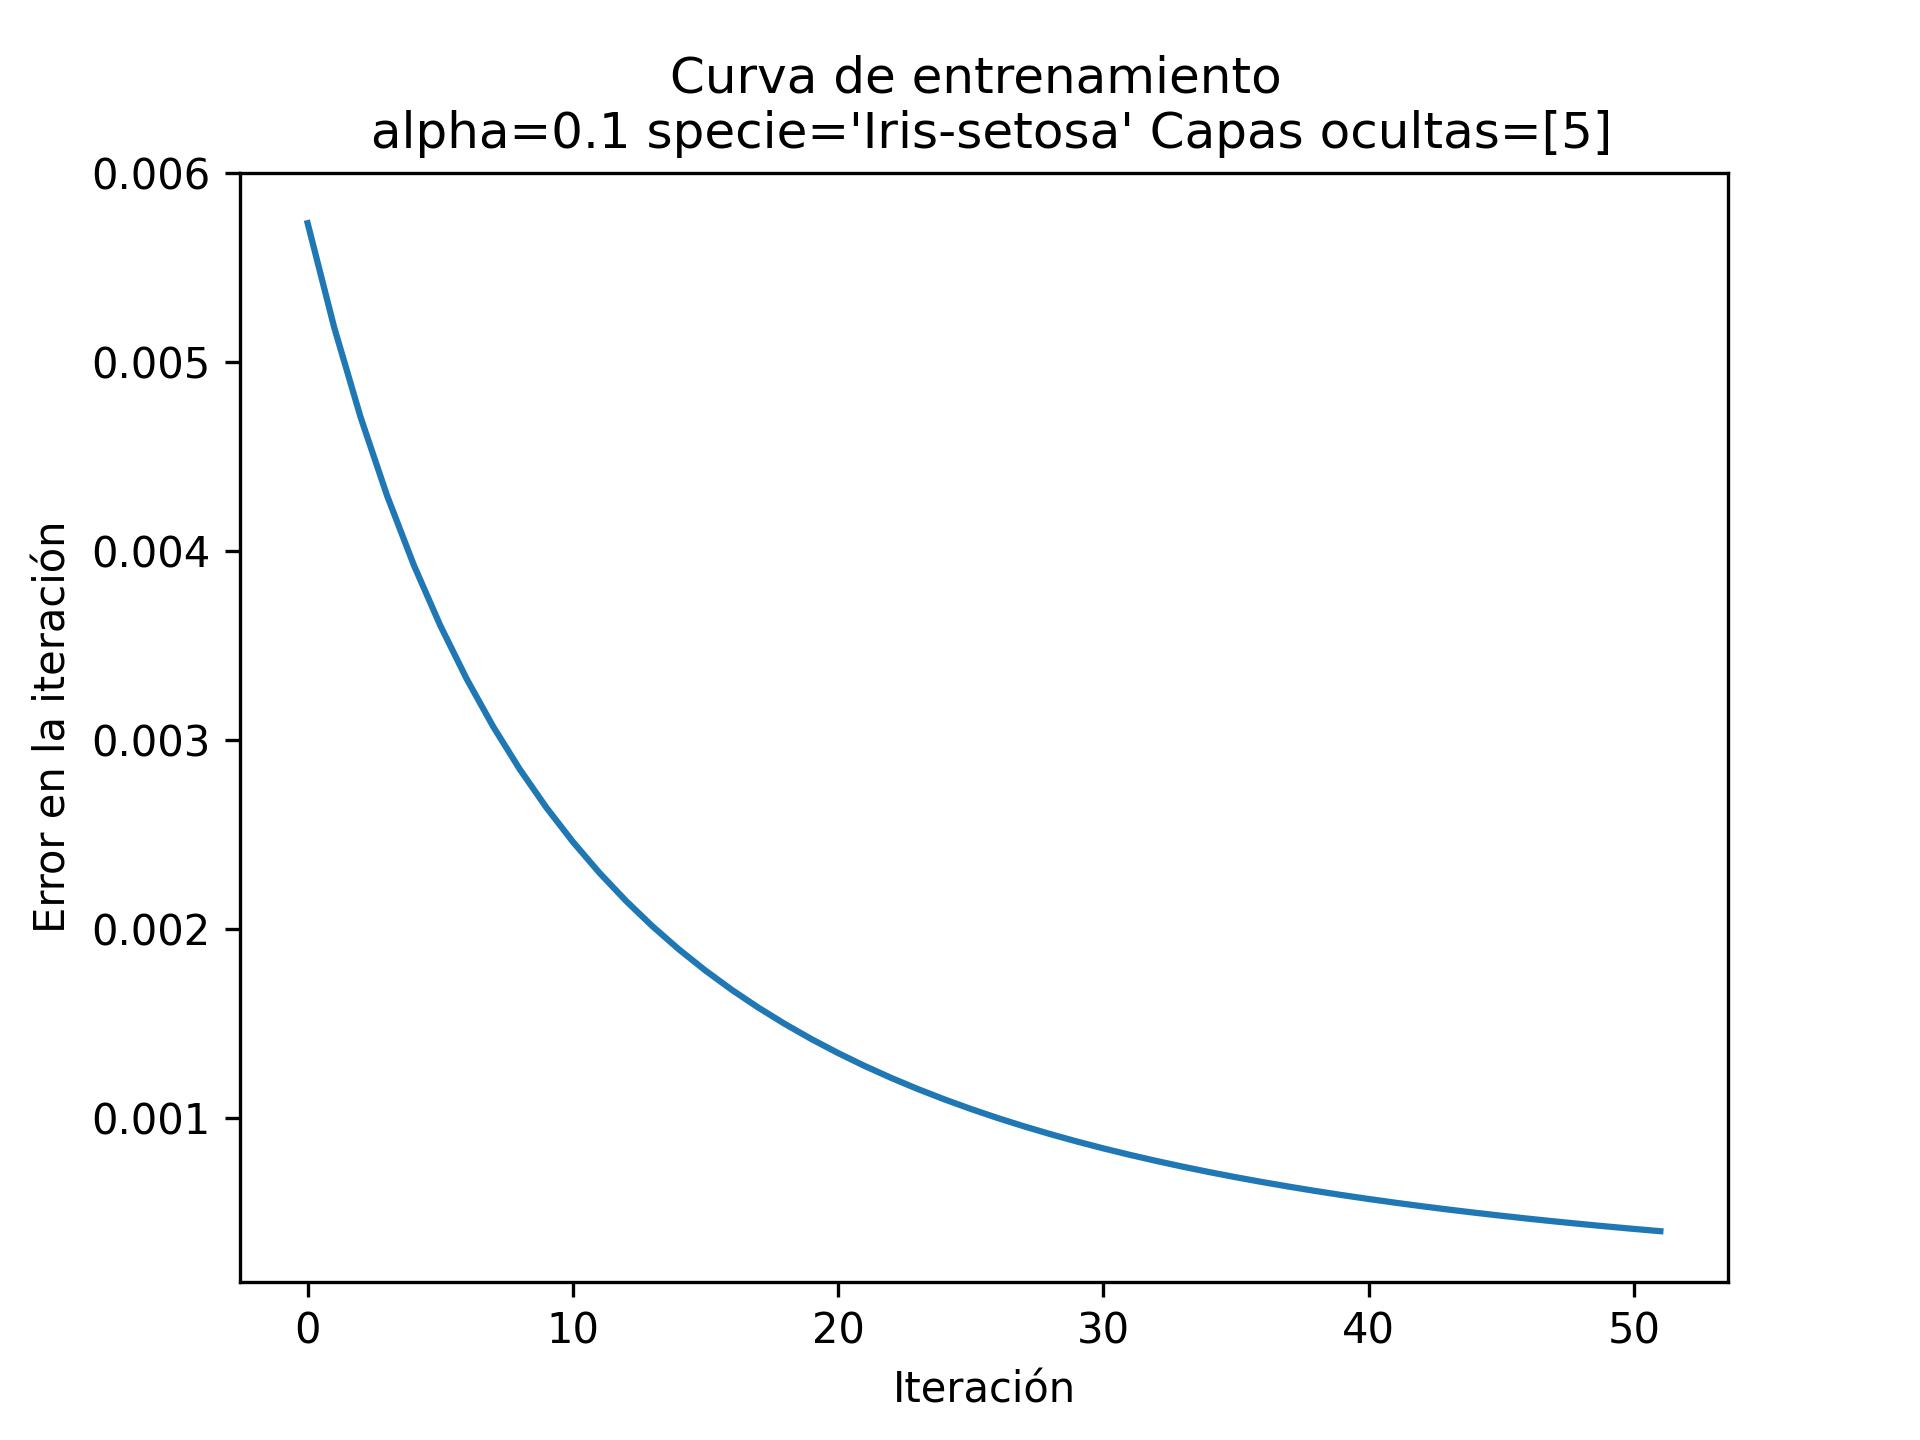 Curva de entrenamiento
alpha=0.1 specie='Iris-setosa' Capas ocultas=[5]
0.006
0.005
0.004
0.003
0.002
0.001
Error en la iteración
0 10 20 30 40 50
Iteración